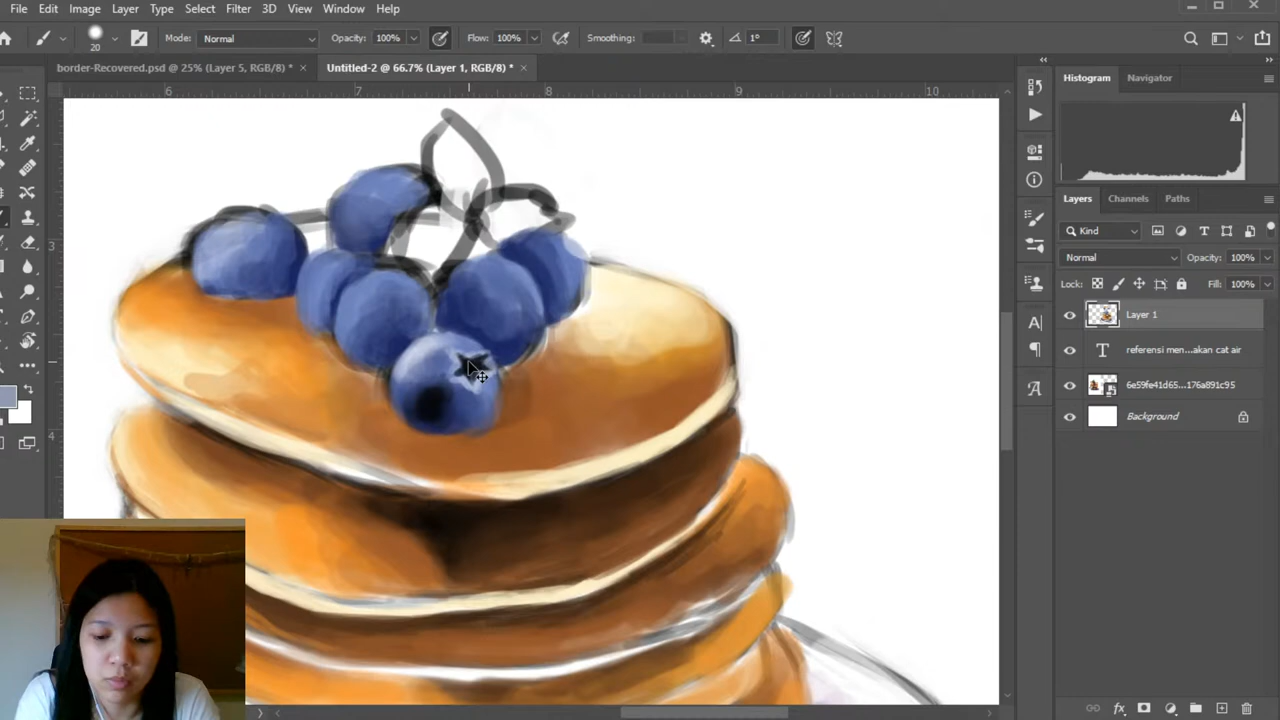 File Edit Image Layer Type Select Filter 3D View Window Help
20 Mode: Normal Opacity: 100% Flow: 100% Smoothing: 1°
border-Recovered.psd @ 25% (Layer 5, RGB/8) * × Untitled-2 @ 66.7% (Layer 1, RGB/8) * ×
6 7 8 9 10
3
4
Histogram Navigator
Layers Channels Paths
Kind
Normal Opacity: 100%
Lock: Fill: 100%
Layer 1
referensi men...akan cat air
6e59fe41d65...176a891c95
Background